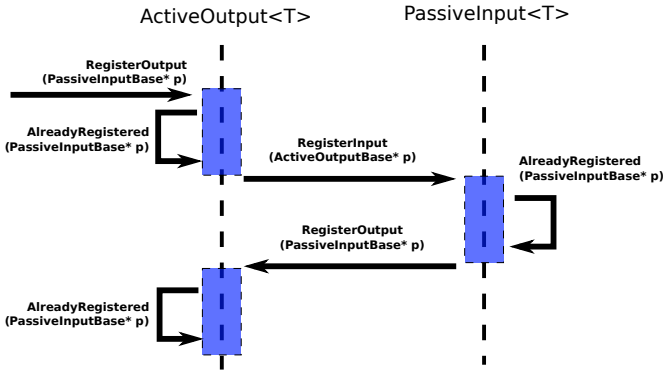 ActiveOutput<T>
PassiveInput<T>
RegisterOutput
(PassiveInputBase* p)
AlreadyRegistered
(PassiveInputBase* p)
RegisterInput
(ActiveOutputBase* p)
AlreadyRegistered
(PassiveInputBase* p)
RegisterOutput
(PassiveInputBase* p)
AlreadyRegistered
(PassiveInputBase* p)